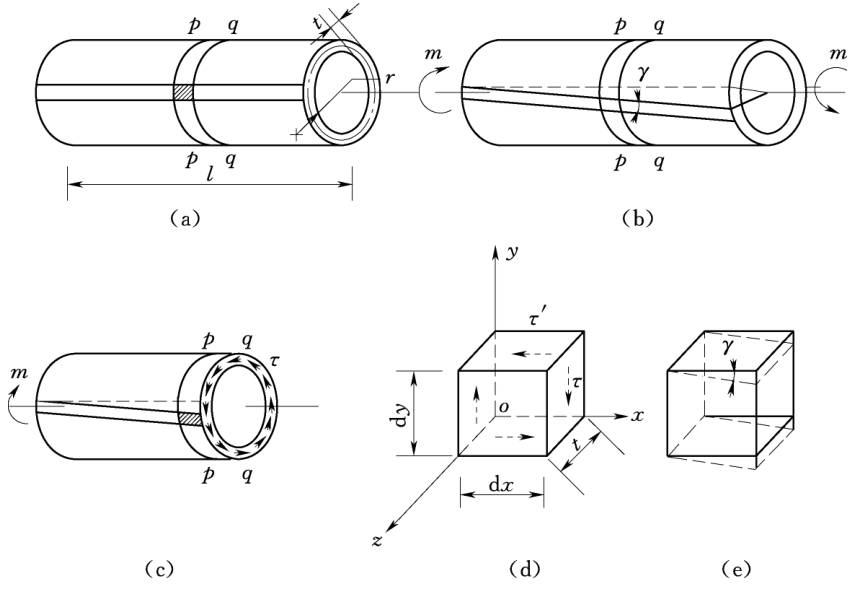 p q t
r
p q
l
(a)
p q
m γ m
p q
(b)
p q τ
m
p q
(c)
y
τ′
τ
dy o x
t
dx
z
(d)
γ
(e)